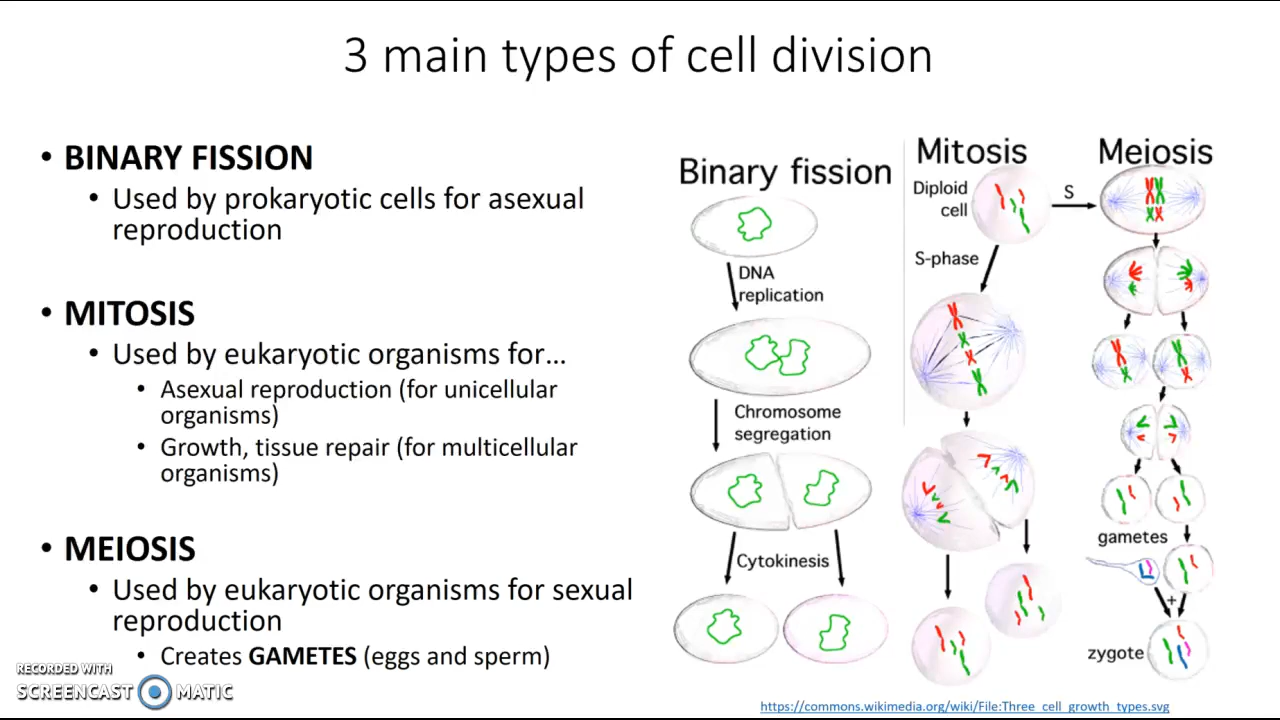 3 main types of cell division
• BINARY FISSION
• Used by prokaryotic cells for asexual
reproduction
• MITOSIS
• Used by eukaryotic organisms for...
• Asexual reproduction (for unicellular
organisms)
• Growth, tissue repair (for multicellular
organisms)
• MEIOSIS
• Used by eukaryotic organisms for sexual
reproduction
• Creates GAMETES (eggs and sperm)
Binary fission
DNA
replication
Chromosome
segregation
Cytokinesis
Mitosis
Diploid
cell
S
S-phase
Meiosis
gametes
+
zygote
https://commons.wikimedia.org/wiki/File:Three_cell_growth_types.svg
RECORDED WITH
SCREENCAST MATIC